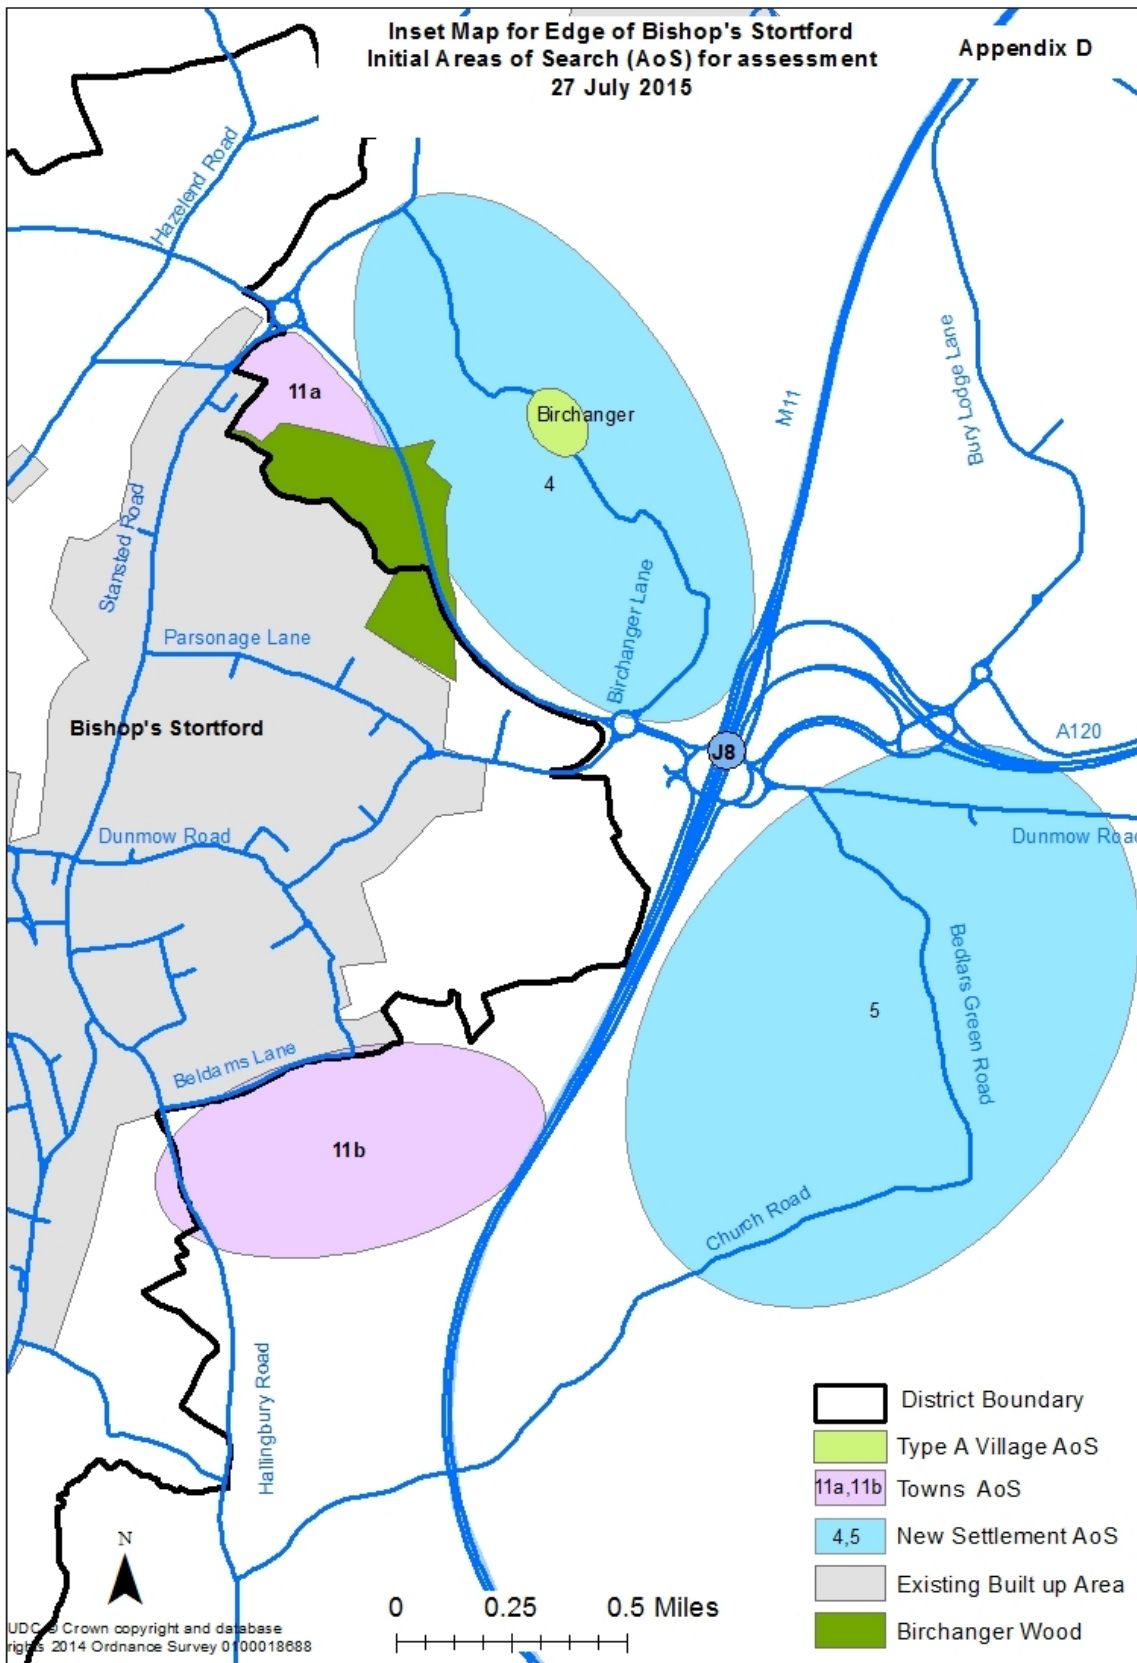 Inset Map for Edge of Bishop's Stortford
Initial Areas of Search (AoS) for assessment
27 July 2015
Appendix D
Hazelend Road
11a
Birchanger
4
M11
Bury Lodge Lane
Stansted Road
Birchanger Lane
Parsonage Lane
Bishop's Stortford
J8
A120
Dunmow Road
Dunmow Road
Bedlars Green Road
5
Beldams Lane
11b
Church Road
Hallingbury Road
District Boundary
Type A Village AoS
11a,11b Towns AoS
4,5 New Settlement AoS
Existing Built up Area
Birchanger Wood
N
0 0.25 0.5 Miles
UDC © Crown copyright and database
rights 2014 Ordnance Survey 0100018688